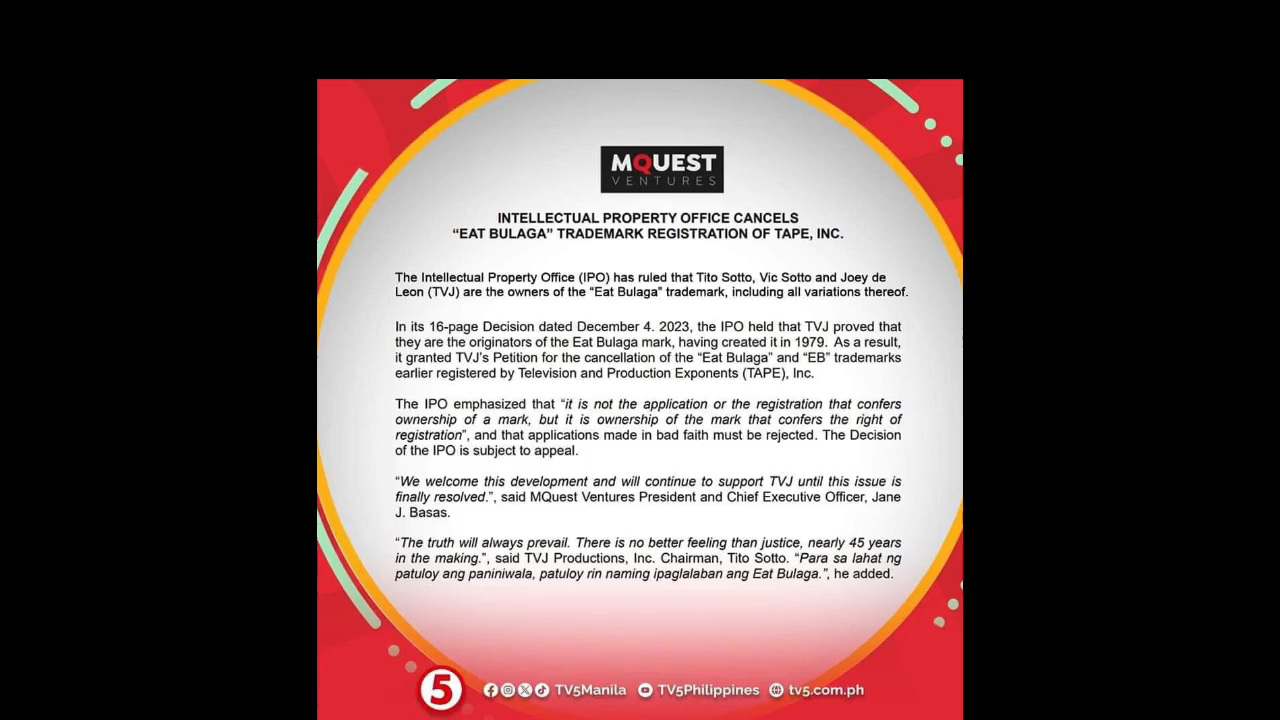 MQUEST
VENTURES
INTELLECTUAL PROPERTY OFFICE CANCELS
“EAT BULAGA” TRADEMARK REGISTRATION OF TAPE, INC.
The Intellectual Property Office (IPO) has ruled that Tito Sotto, Vic Sotto and Joey de
Leon (TVJ) are the owners of the “Eat Bulaga” trademark, including all variations thereof.
In its 16-page Decision dated December 4. 2023, the IPO held that TVJ proved that
they are the originators of the Eat Bulaga mark, having created it in 1979. As a result,
it granted TVJ’s Petition for the cancellation of the “Eat Bulaga” and “EB” trademarks
earlier registered by Television and Production Exponents (TAPE), Inc.
The IPO emphasized that “it is not the application or the registration that confers
ownership of a mark, but it is ownership of the mark that confers the right of
registration”, and that applications made in bad faith must be rejected. The Decision
of the IPO is subject to appeal.
“We welcome this development and will continue to support TVJ until this issue is
finally resolved.”, said MQuest Ventures President and Chief Executive Officer, Jane
J. Basas.
“The truth will always prevail. There is no better feeling than justice, nearly 45 years
in the making.”, said TVJ Productions, Inc. Chairman, Tito Sotto. “Para sa lahat ng
patuloy ang paniniwala, patuloy rin naming ipaglalaban ang Eat Bulaga.”, he added.
5 TV5Manila TV5Philippines tv5.com.ph